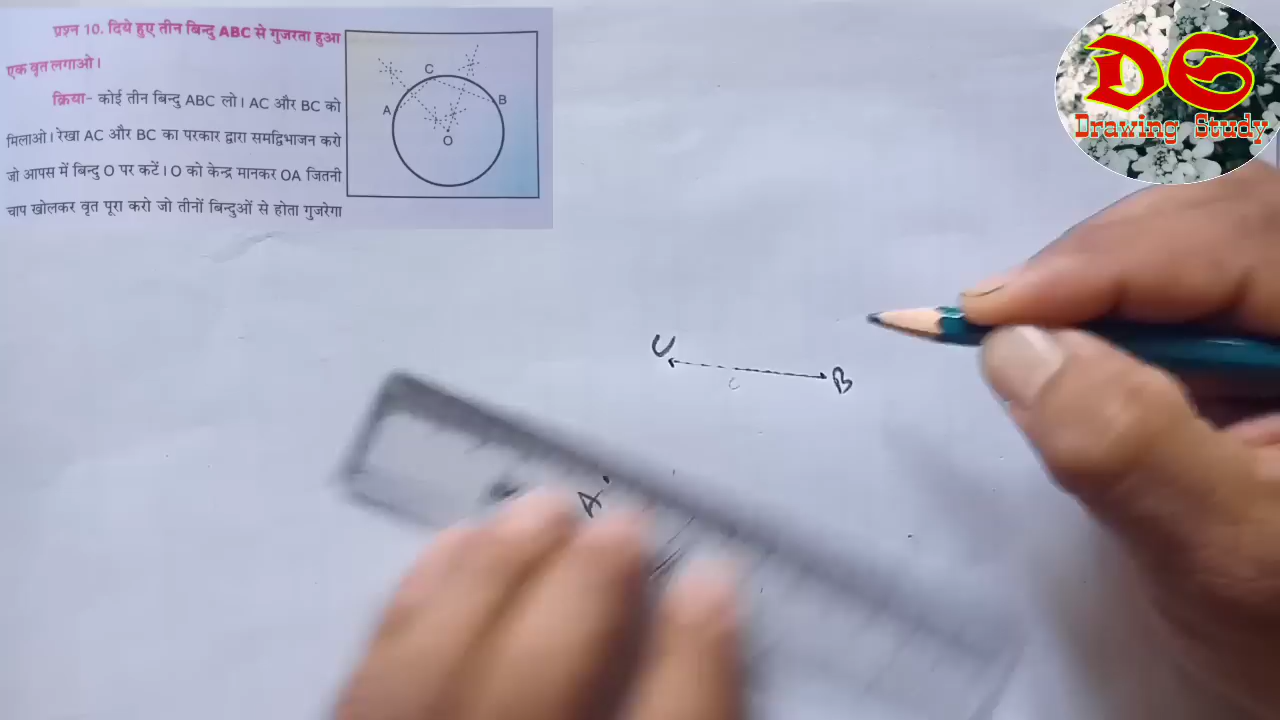 प्रश्न 10. दिये हुए तीन बिन्दु ABC से गुजरता हुआ
एक वृत लगाओ।
क्रिया- कोई तीन बिन्दु ABC लो। AC और BC को
मिलाओ। रेखा AC और BC का परकार द्वारा समद्विभाजन करो
जो आपस में बिन्दु O पर कटें। O को केन्द्र मानकर OA जितनी
चाप खोलकर वृत पूरा करो जो तीनों बिन्दुओं से होता गुजरेगा
C
A
B
O
DS
Drawing Study
C
B
C
A